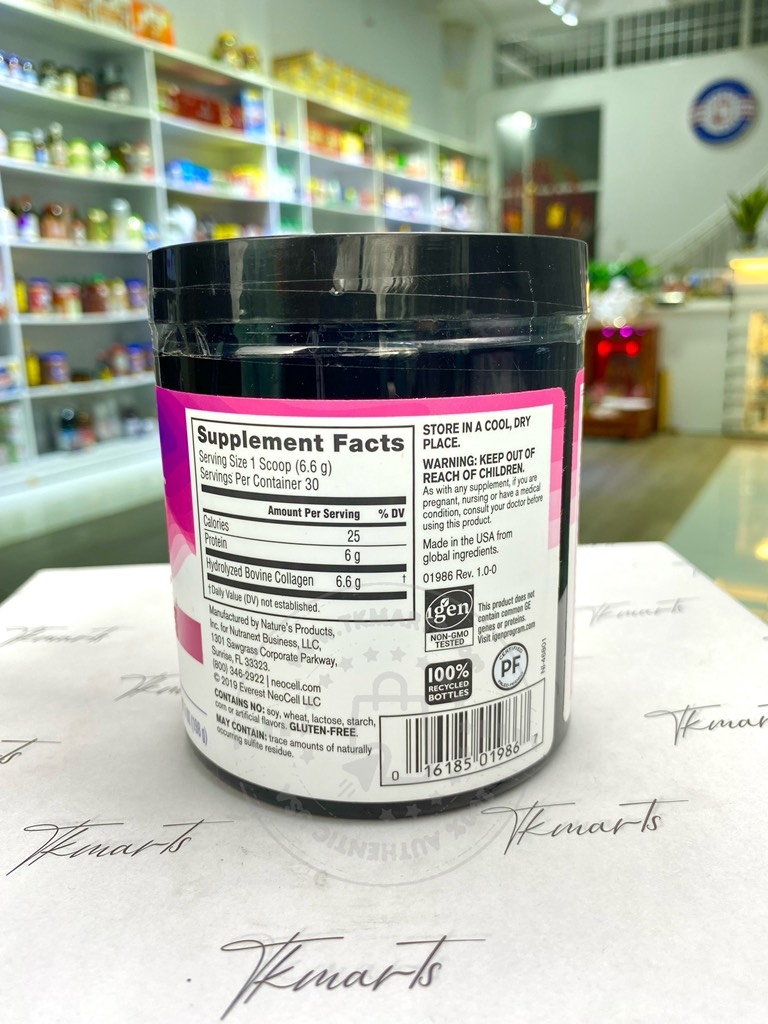 Supplement Facts
Serving Size 1 Scoop (6.6 g)
Servings Per Container 30
Amount Per Serving % DV
Calories 25
Protein 6 g
Hydrolyzed Bovine Collagen 6.6 g †
†Daily Value (DV) not established.
Manufactured by Nature's Products,
Inc. for Nutranext Business, LLC,
1301 Sawgrass Corporate Parkway,
Sunrise, FL 33323.
(800) 346-2922 | neocell.com
© 2019 Everest NeoCell LLC
CONTAINS NO: soy, wheat, lactose, starch,
corn or artificial flavors. GLUTEN-FREE.
MAY CONTAIN: trace amounts of naturally
occurring sulfite residue.
STORE IN A COOL, DRY
PLACE.
WARNING: KEEP OUT OF
REACH OF CHILDREN.
As with any supplement, if you are
pregnant, nursing or have a medical
condition, consult your doctor before
using this product.
Made in the USA from
global ingredients.
01986 Rev. 1.0-0
igen
NON-GMO
TESTED
This product does not
contain common GE
genes or proteins.
Visit igenprogram.com
100%
RECYCLED
BOTTLES
PF
0 16185 01986 7
Tkmarts
Tkmarts
Tkmarts
Tkmarts
Tkmarts